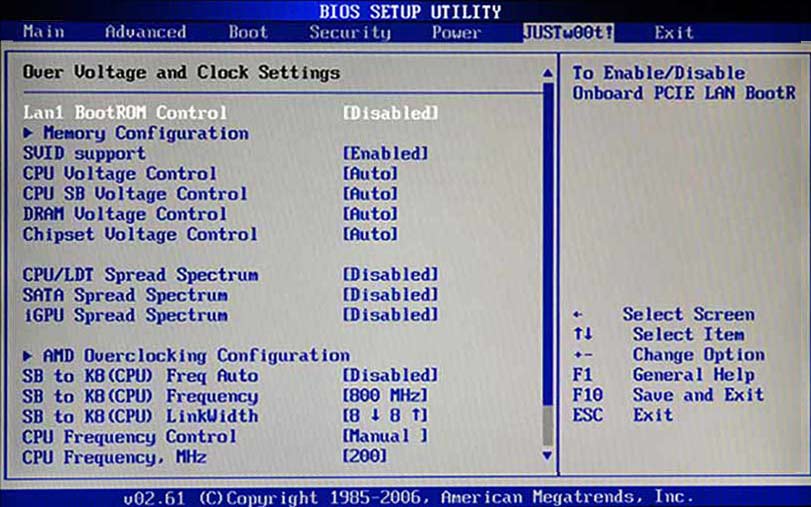 BIOS SETUP UTILITY
Main Advanced Boot Security Power JUSTw00t! Exit
Over Voltage and Clock Settings
Lan1 BootROM Control [Disabled]
▶ Memory Configuration
SVID support [Enabled]
CPU Voltage Control [Auto]
CPU SB Voltage Control [Auto]
DRAM Voltage Control [Auto]
Chipset Voltage Control [Auto]
CPU/LDT Spread Spectrum [Disabled]
SATA Spread Spectrum [Disabled]
iGPU Spread Spectrum [Disabled]
▶ AMD Overclocking Configuration
SB to K8(CPU) Freq Auto [Disabled]
SB to K8(CPU) Frequency [800 MHz]
SB to K8(CPU) LinkWidth [8 ↓ 8 ↑]
CPU Frequency Control [Manual ]
CPU Frequency, MHz [200]
To Enable/Disable
Onboard PCIE LAN BootR
← Select Screen
↑↓ Select Item
+- Change Option
F1 General Help
F10 Save and Exit
ESC Exit
v02.61 (C)Copyright 1985-2006, American Megatrends, Inc.